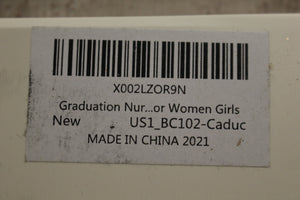 X002LZOR9N
Graduation Nur...or Women Girls
New US1_BC102-Caduc
MADE IN CHINA 2021